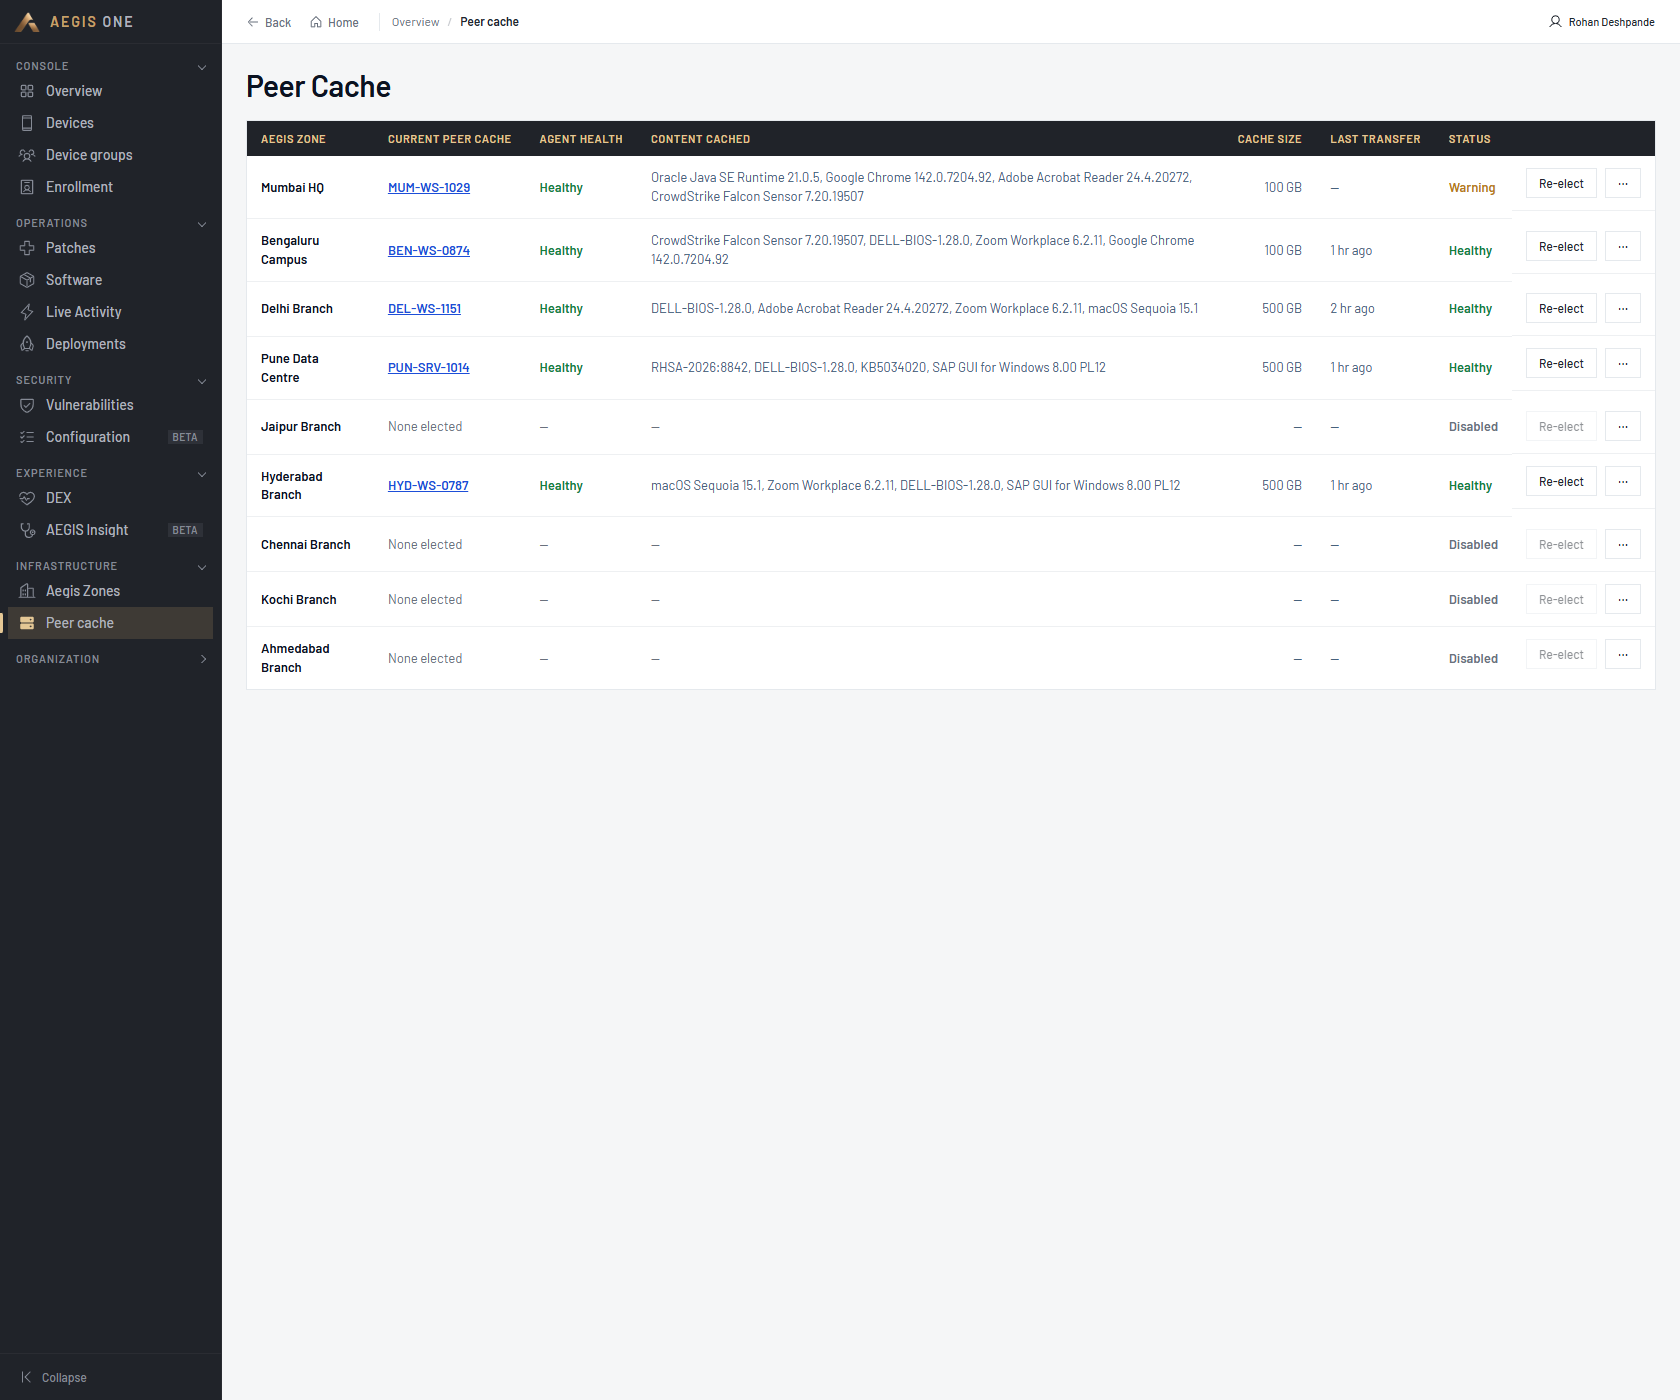 AEGIS ONE
Back
Home
Overview / Peer cache
Rohan Deshpande
CONSOLE
Overview
Devices
Device groups
Enrollment
OPERATIONS
Patches
Software
Live Activity
Deployments
SECURITY
Vulnerabilities
Configuration BETA
EXPERIENCE
DEX
AEGIS Insight BETA
INFRASTRUCTURE
Aegis Zones
Peer cache
ORGANIZATION
Collapse
Peer Cache
AEGIS ZONE CURRENT PEER CACHE AGENT HEALTH CONTENT CACHED CACHE SIZE LAST TRANSFER STATUS
Mumbai HQ MUM-WS-1029 Healthy Oracle Java SE Runtime 21.0.5, Google Chrome 142.0.7204.92, Adobe Acrobat Reader 24.4.20272,
CrowdStrike Falcon Sensor 7.20.19507 100 GB — Warning Re-elect ...
Bengaluru
Campus BEN-WS-0874 Healthy CrowdStrike Falcon Sensor 7.20.19507, DELL-BIOS-1.28.0, Zoom Workplace 6.2.11, Google Chrome
142.0.7204.92 100 GB 1 hr ago Healthy Re-elect ...
Delhi Branch DEL-WS-1151 Healthy DELL-BIOS-1.28.0, Adobe Acrobat Reader 24.4.20272, Zoom Workplace 6.2.11, macOS Sequoia 15.1 500 GB 2 hr ago Healthy Re-elect ...
Pune Data
Centre PUN-SRV-1014 Healthy RHSA-2026:8842, DELL-BIOS-1.28.0, KB5034020, SAP GUI for Windows 8.00 PL12 500 GB 1 hr ago Healthy Re-elect ...
Jaipur Branch None elected — — — — Disabled Re-elect ...
Hyderabad
Branch HYD-WS-0787 Healthy macOS Sequoia 15.1, Zoom Workplace 6.2.11, DELL-BIOS-1.28.0, SAP GUI for Windows 8.00 PL12 500 GB 1 hr ago Healthy Re-elect ...
Chennai Branch None elected — — — — Disabled Re-elect ...
Kochi Branch None elected — — — — Disabled Re-elect ...
Ahmedabad
Branch None elected — — — — Disabled Re-elect ...